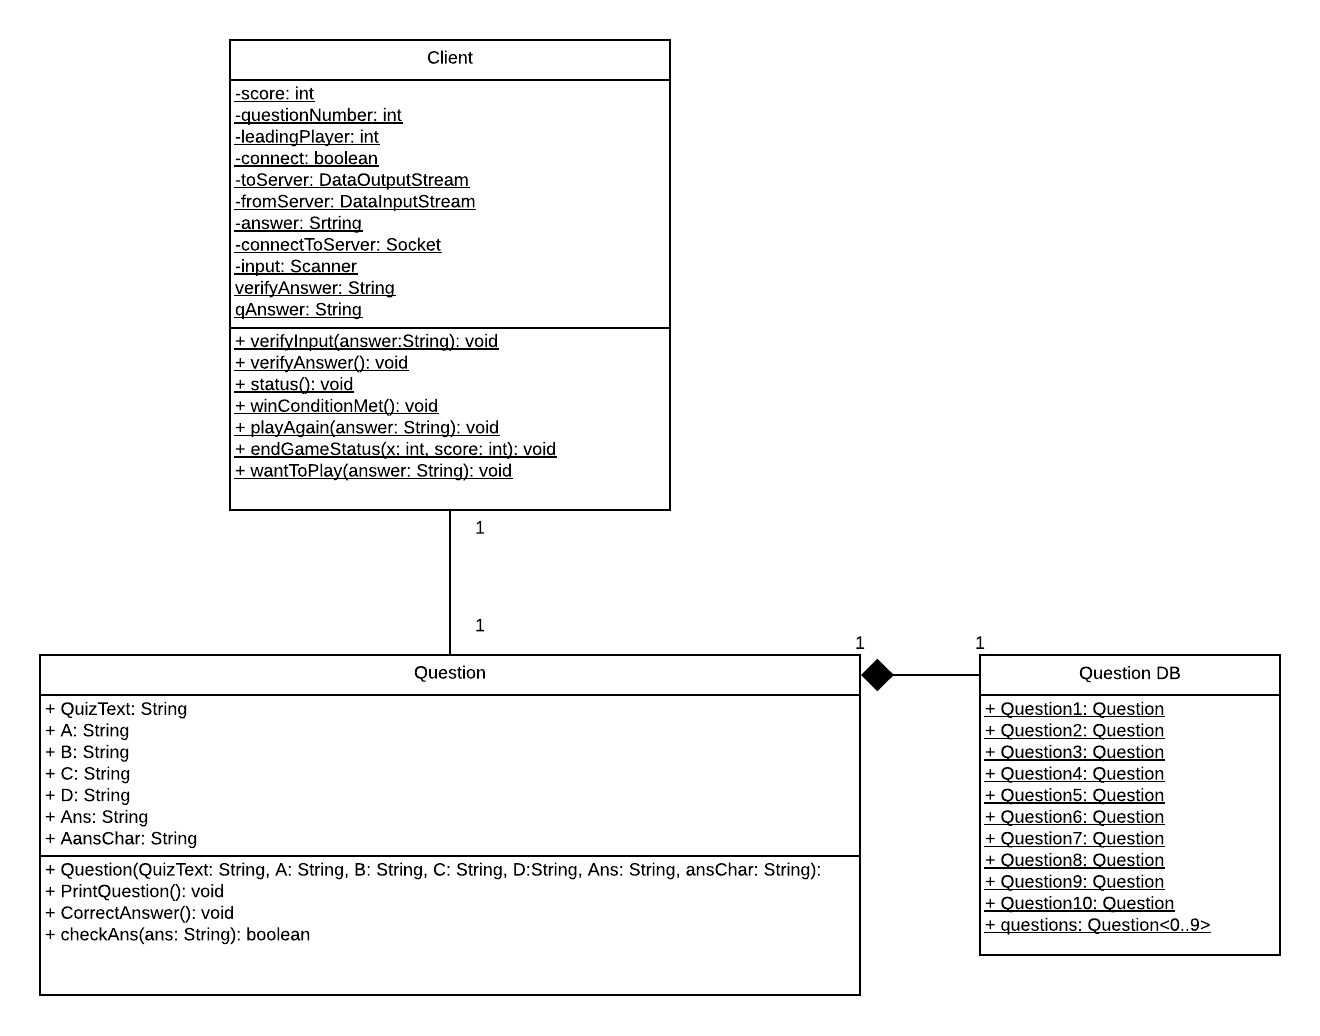 Client
-score: int
-questionNumber: int
-leadingPlayer: int
-connect: boolean
-toServer: DataOutputStream
-fromServer: DataInputStream
-answer: Srtring
-connectToServer: Socket
-input: Scanner
verifyAnswer: String
qAnswer: String
+ verifyInput(answer:String): void
+ verifyAnswer(): void
+ status(): void
+ winConditionMet(): void
+ playAgain(answer: String): void
+ endGameStatus(x: int, score: int): void
+ wantToPlay(answer: String): void
1
1
Question
+ QuizText: String
+ A: String
+ B: String
+ C: String
+ D: String
+ Ans: String
+ AansChar: String
+ Question(QuizText: String, A: String, B: String, C: String, D:String, Ans: String, ansChar: String):
+ PrintQuestion(): void
+ CorrectAnswer(): void
+ checkAns(ans: String): boolean
1
1
Question DB
+ Question1: Question
+ Question2: Question
+ Question3: Question
+ Question4: Question
+ Question5: Question
+ Question6: Question
+ Question7: Question
+ Question8: Question
+ Question9: Question
+ Question10: Question
+ questions: Question<0..9>